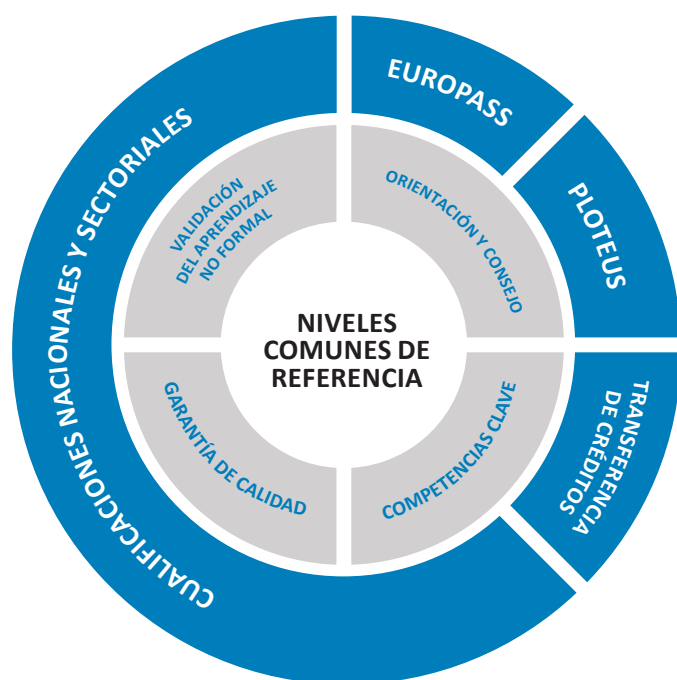 CUALIFICACIONES NACIONALES Y SECTORIALES
EUROPASS
PLOTEUS
TRANSFERENCIA
DE CRÉDITOS
VALIDACIÓN
DEL APRENDIZAJE
NO FORMAL
ORIENTACIÓN Y CONSEJO
COMPETENCIAS CLAVE
GARANTÍA DE CALIDAD
NIVELES
COMUNES DE
REFERENCIA